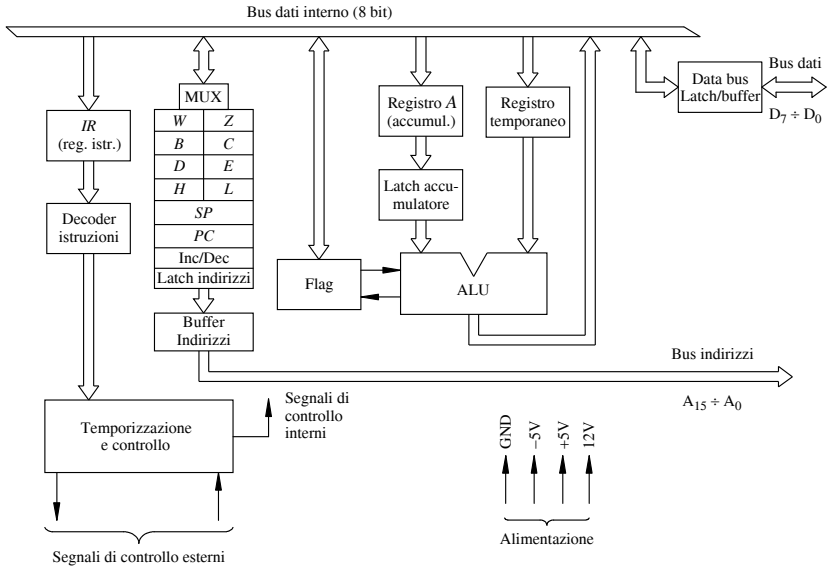 Bus dati interno (8 bit)
Bus dati
Data bus
Latch/buffer
D7 ÷ D0
MUX
IR
(reg. istr.)
W Z
B C
D E
H L
SP
PC
Inc/Dec
Latch indirizzi
Registro A
(accumul.)
Registro
temporaneo
Latch accu-
mulatore
Decoder
istruzioni
Flag
ALU
Buffer
Indirizzi
Bus indirizzi
A15 ÷ A0
Segnali di
controllo
interni
Temporizzazione
e controllo
GND
−5V
+5V
12V
Alimentazione
Segnali di controllo esterni